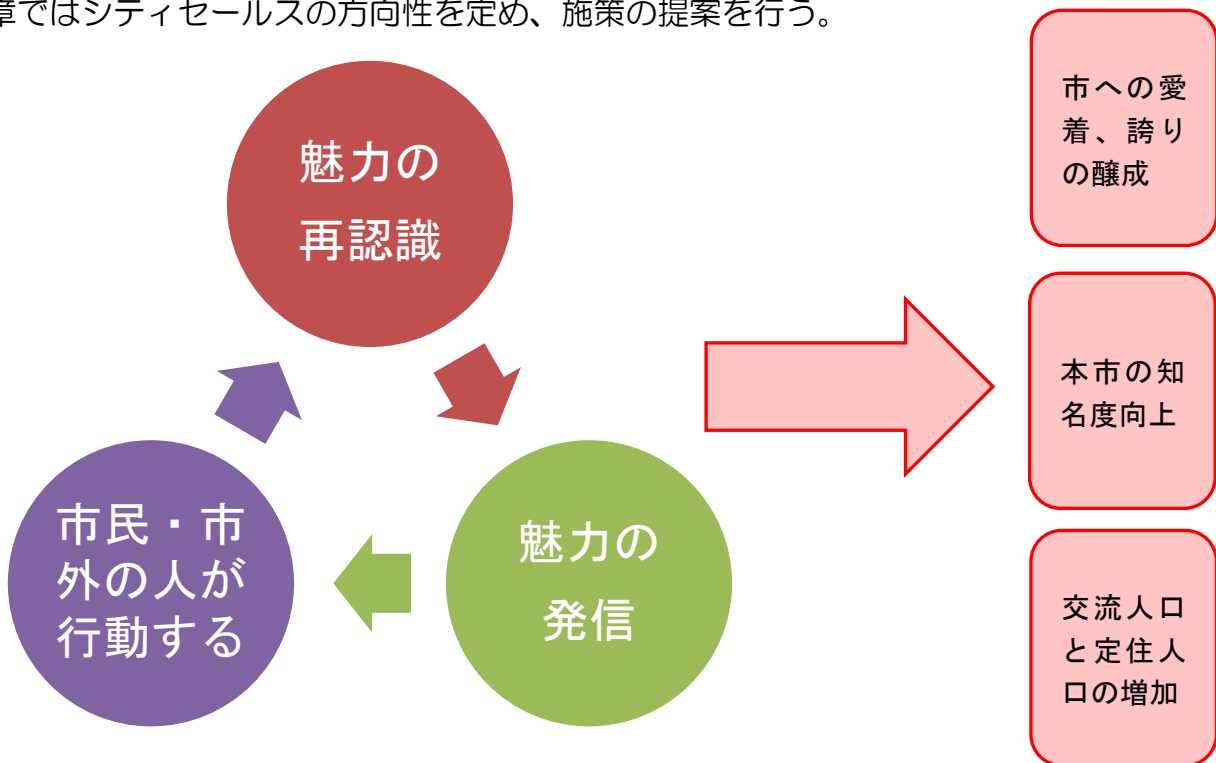 章ではシティセールスの方向性を定め、施策の提案を行う。
魅力の
再認識
魅力の
発信
市民・市
外の人が
行動する
市への愛
着、誇り
の醸成
本市の知
名度向上
交流人口
と定住人
口の増加